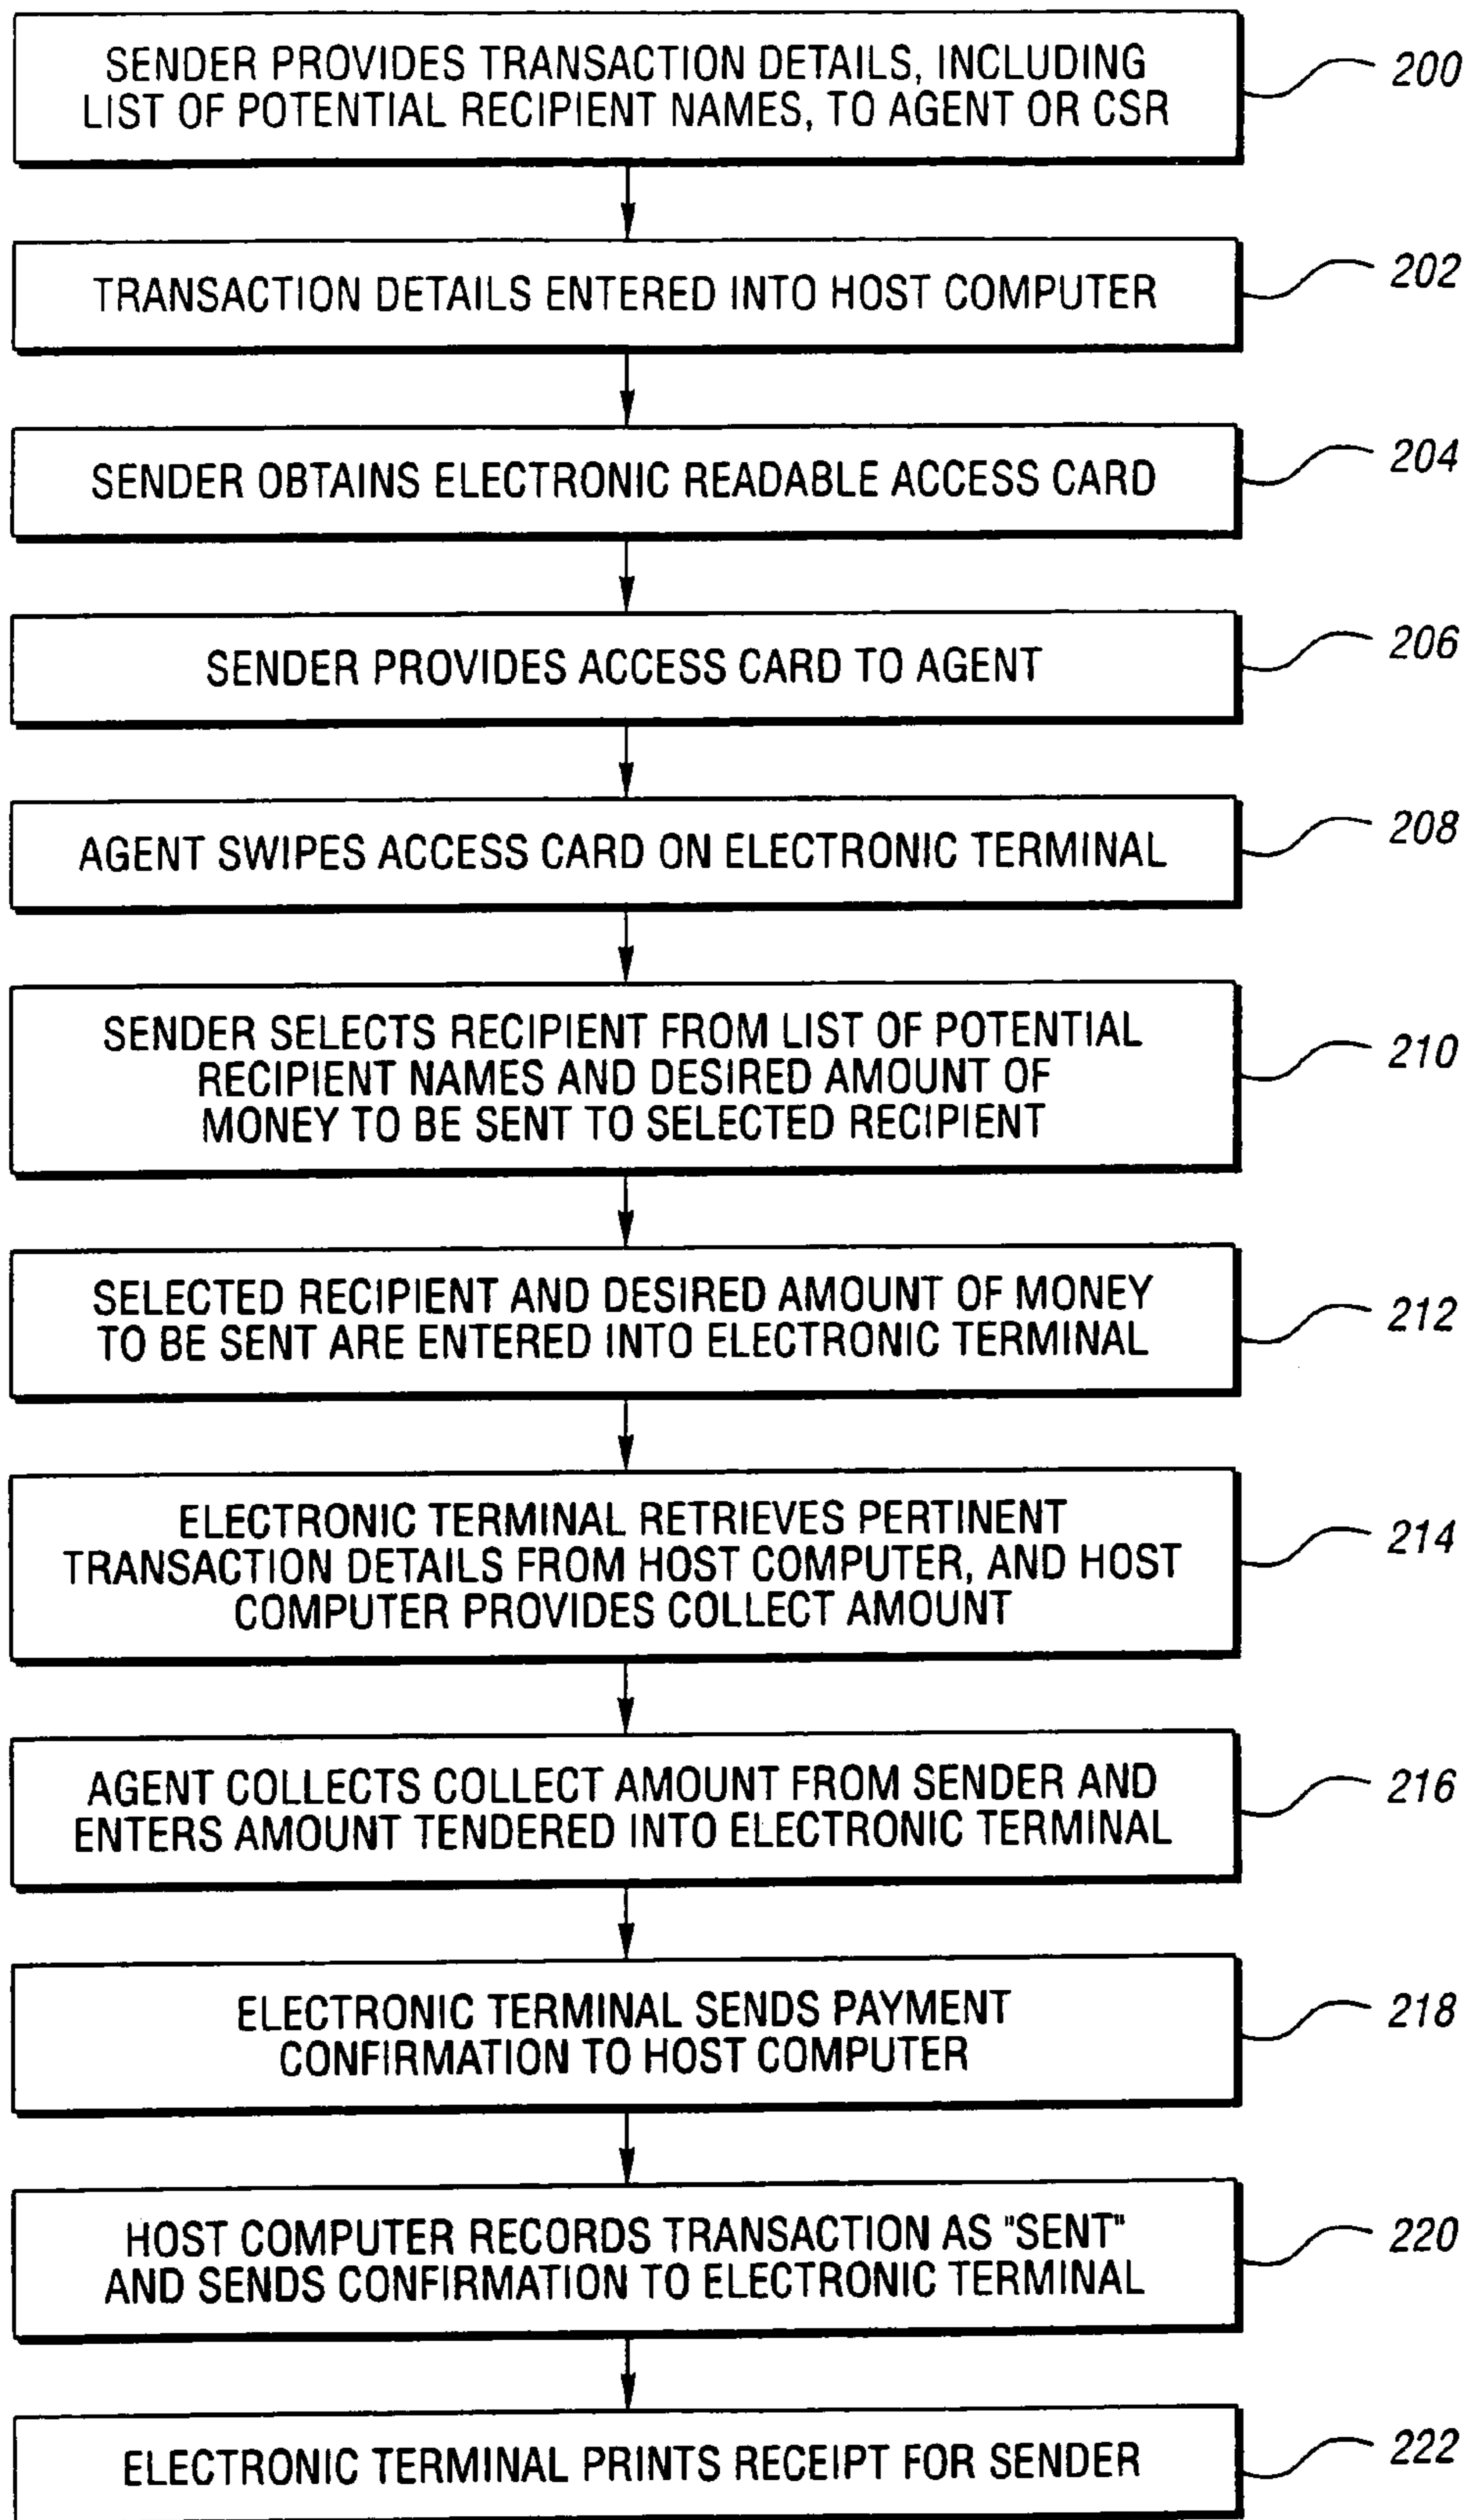 SENDER PROVIDES TRANSACTION DETAILS, INCLUDING
LIST OF POTENTIAL RECIPIENT NAMES, TO AGENT OR CSR
200
TRANSACTION DETAILS ENTERED INTO HOST COMPUTER
202
SENDER OBTAINS ELECTRONIC READABLE ACCESS CARD
204
SENDER PROVIDES ACCESS CARD TO AGENT
206
AGENT SWIPES ACCESS CARD ON ELECTRONIC TERMINAL
208
SENDER SELECTS RECIPIENT FROM LIST OF POTENTIAL
RECIPIENT NAMES AND DESIRED AMOUNT OF
MONEY TO BE SENT TO SELECTED RECIPIENT
210
SELECTED RECIPIENT AND DESIRED AMOUNT OF MONEY
TO BE SENT ARE ENTERED INTO ELECTRONIC TERMINAL
212
ELECTRONIC TERMINAL RETRIEVES PERTINENT
TRANSACTION DETAILS FROM HOST COMPUTER, AND HOST
COMPUTER PROVIDES COLLECT AMOUNT
214
AGENT COLLECTS COLLECT AMOUNT FROM SENDER AND
ENTERS AMOUNT TENDERED INTO ELECTRONIC TERMINAL
216
ELECTRONIC TERMINAL SENDS PAYMENT
CONFIRMATION TO HOST COMPUTER
218
HOST COMPUTER RECORDS TRANSACTION AS "SENT"
AND SENDS CONFIRMATION TO ELECTRONIC TERMINAL
220
ELECTRONIC TERMINAL PRINTS RECEIPT FOR SENDER
222